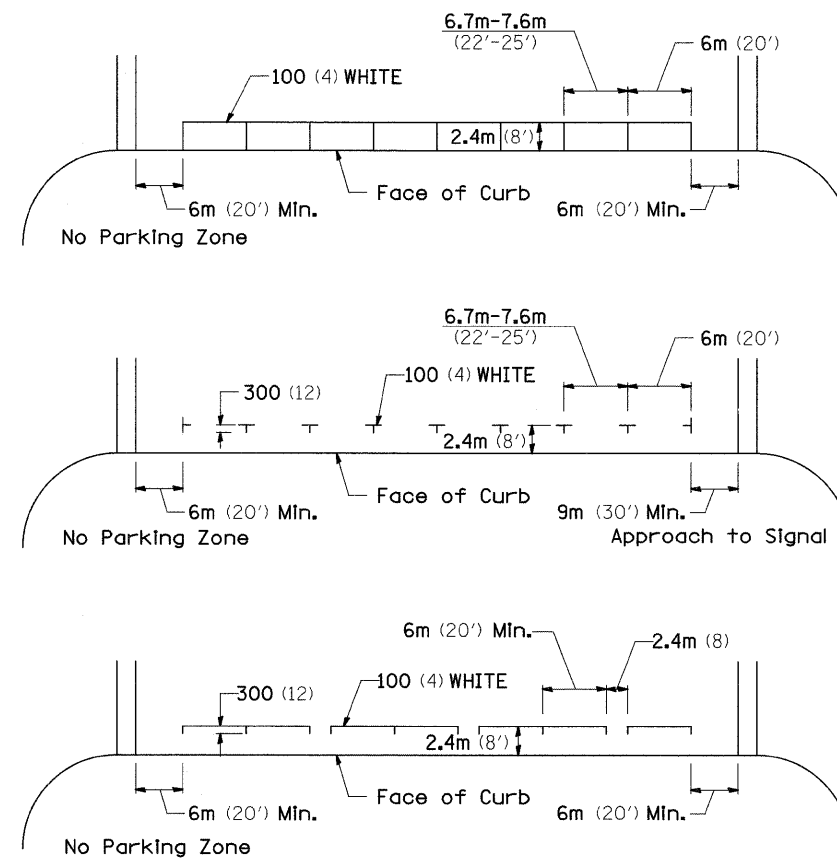 6.7m-7.6m
(22'-25')
6m (20')
100 (4) WHITE
2.4m (8')
Face of Curb
6m (20') Min.
6m (20') Min.
No Parking Zone
6.7m-7.6m
(22'-25')
6m (20')
300 (12)
100 (4) WHITE
2.4m (8')
Face of Curb
6m (20') Min.
9m (30') Min.
No Parking Zone
Approach to Signal
6m (20') Min.
2.4m (8)
300 (12)
100 (4) WHITE
2.4m (8')
Face of Curb
6m (20') Min.
6m (20') Min.
No Parking Zone